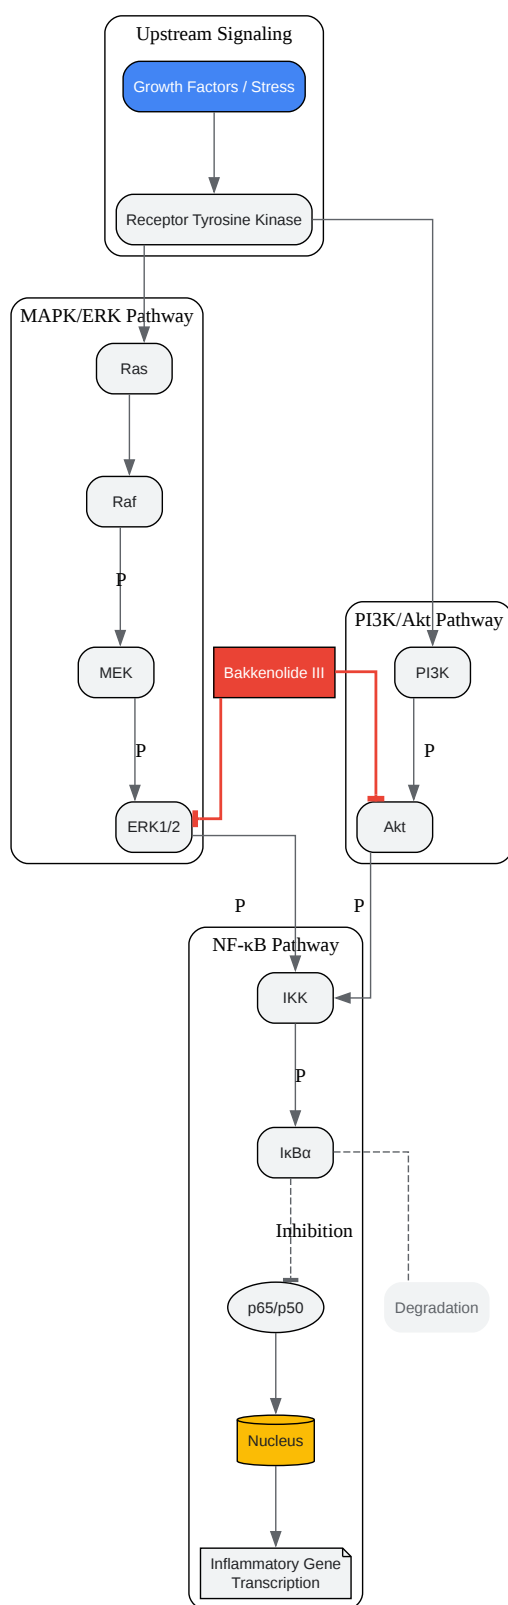 Upstream Signaling
Growth Factors / Stress
Receptor Tyrosine Kinase
MAPK/ERK Pathway
Ras
Raf
P
MEK
P
ERK1/2
Bakkenolide III
PI3K/Akt Pathway
PI3K
P
Akt
P
P
NF-κB Pathway
IKK
P
IκBα
Inhibition
p65/p50
Degradation
Nucleus
Inflammatory Gene
Transcription